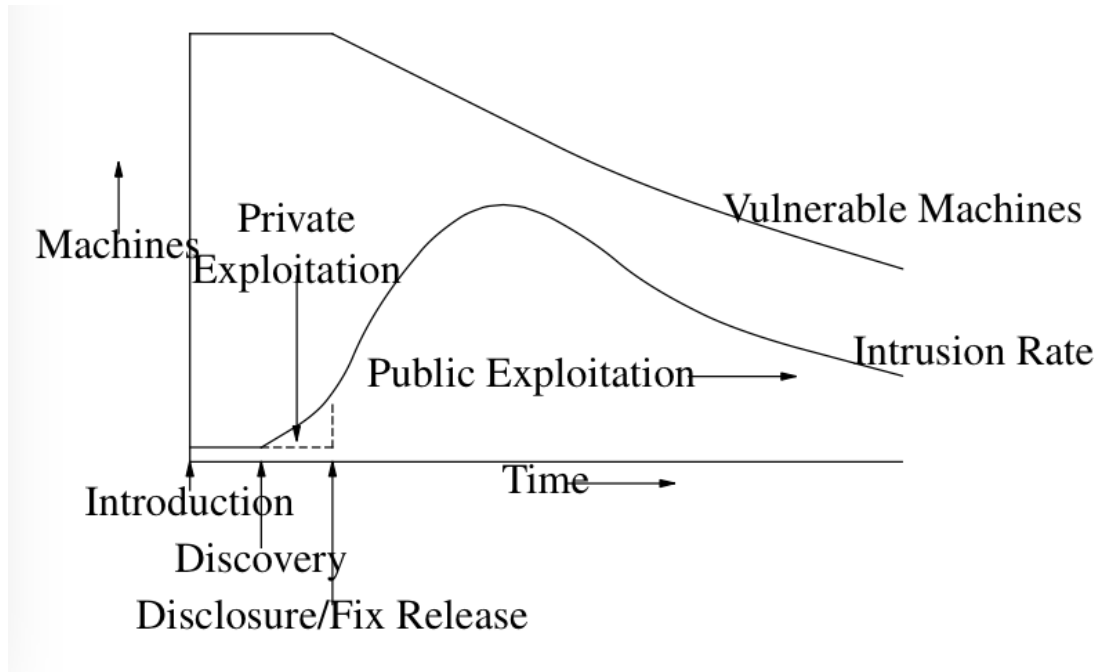 Private
Machines
Exploitation
Vulnerable Machines
Public Exploitation
Intrusion Rate
Time
Introduction
Discovery
Disclosure/Fix Release